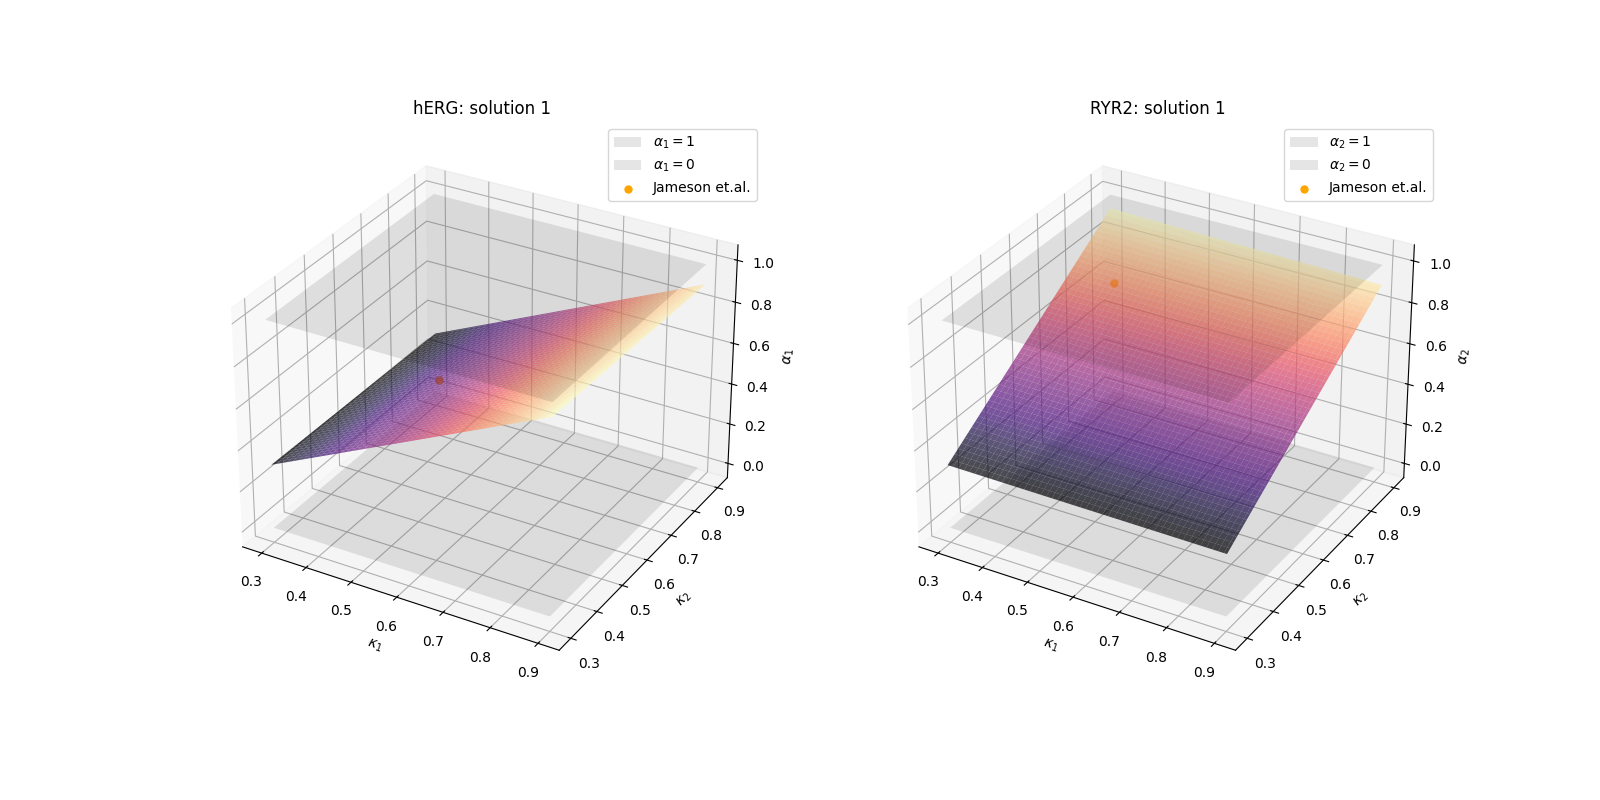 hERG: solution 1
α₁ = 1
α₁ = 0
Jameson et.al.
1.0
0.8
0.6
0.4
0.2
0.0
α₁
0.9
0.8
0.7
0.6
0.5
0.4
0.3
κ₂
0.3
0.4
0.5
0.6
0.7
0.8
0.9
κ₁
RYR2: solution 1
α₂ = 1
α₂ = 0
Jameson et.al.
1.0
0.8
0.6
0.4
0.2
0.0
α₂
0.9
0.8
0.7
0.6
0.5
0.4
0.3
κ₂
0.3
0.4
0.5
0.6
0.7
0.8
0.9
κ₁